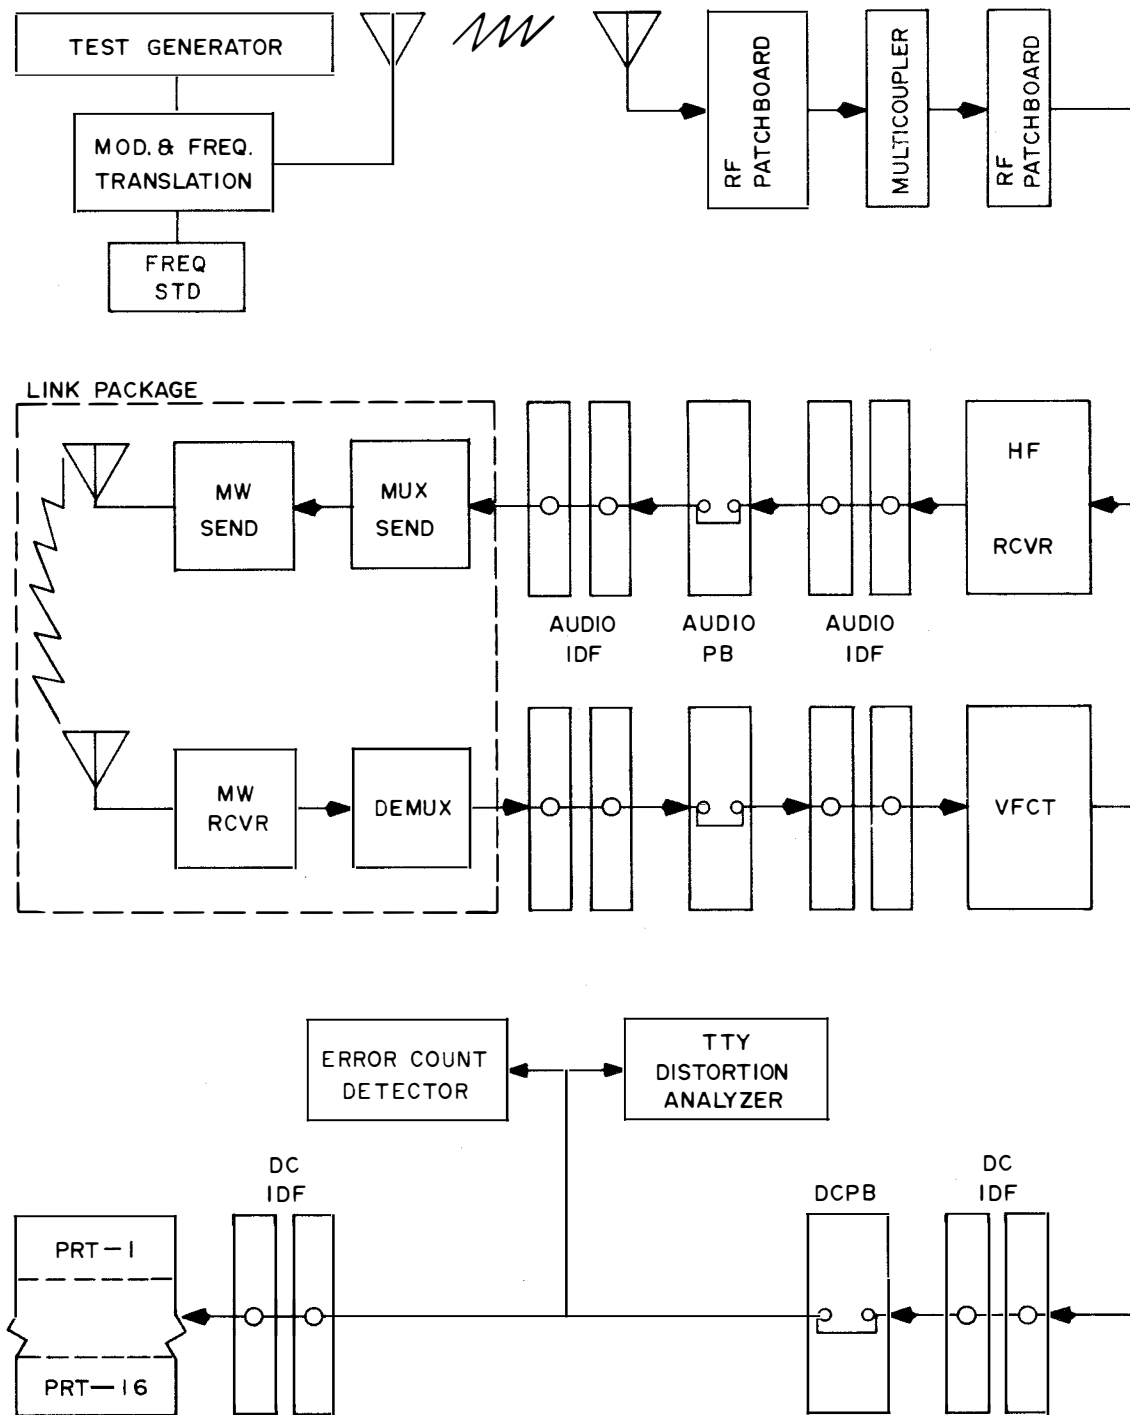 TEST GENERATOR
MOD. & FREQ.
TRANSLATION
FREQ
STD
RF
PATCHBOARD
MULTICOUPLER
RF
PATCHBOARD
LINK PACKAGE
MW
SEND
MUX
SEND
HF
RCVR
AUDIO
IDF
AUDIO
PB
AUDIO
IDF
MW
RCVR
DEMUX
VFCT
ERROR COUNT
DETECTOR
TTY
DISTORTION
ANALYZER
DC
IDF
DCPB
DC
IDF
PRT-1
PRT-16